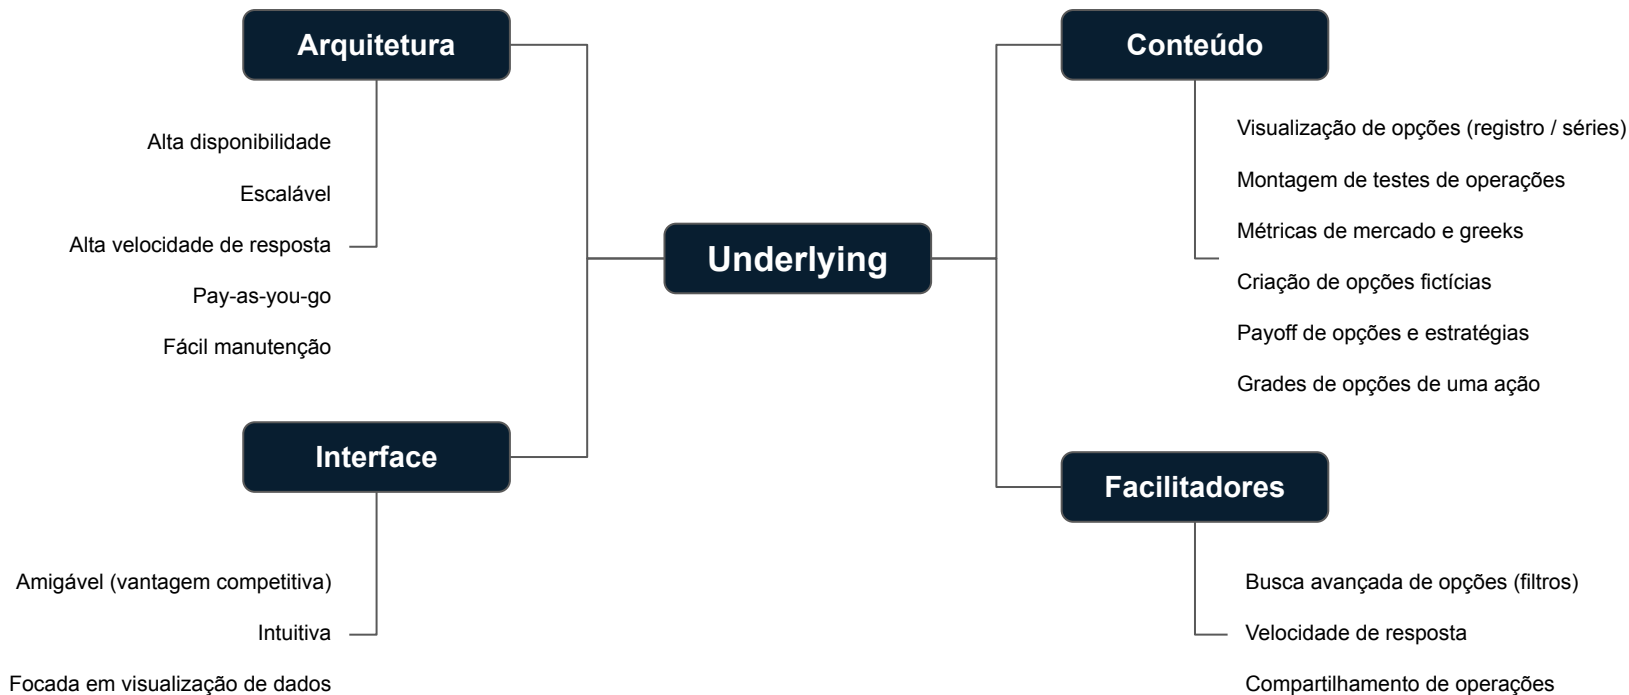 Arquitetura
Alta disponibilidade
Escalável
Alta velocidade de resposta
Pay-as-you-go
Fácil manutenção
Interface
Amigável (vantagem competitiva)
Intuitiva
Focada em visualização de dados
Underlying
Conteúdo
Visualização de opções (registro / séries)
Montagem de testes de operações
Métricas de mercado e greeks
Criação de opções fictícias
Payoff de opções e estratégias
Grades de opções de uma ação
Facilitadores
Busca avançada de opções (filtros)
Velocidade de resposta
Compartilhamento de operações